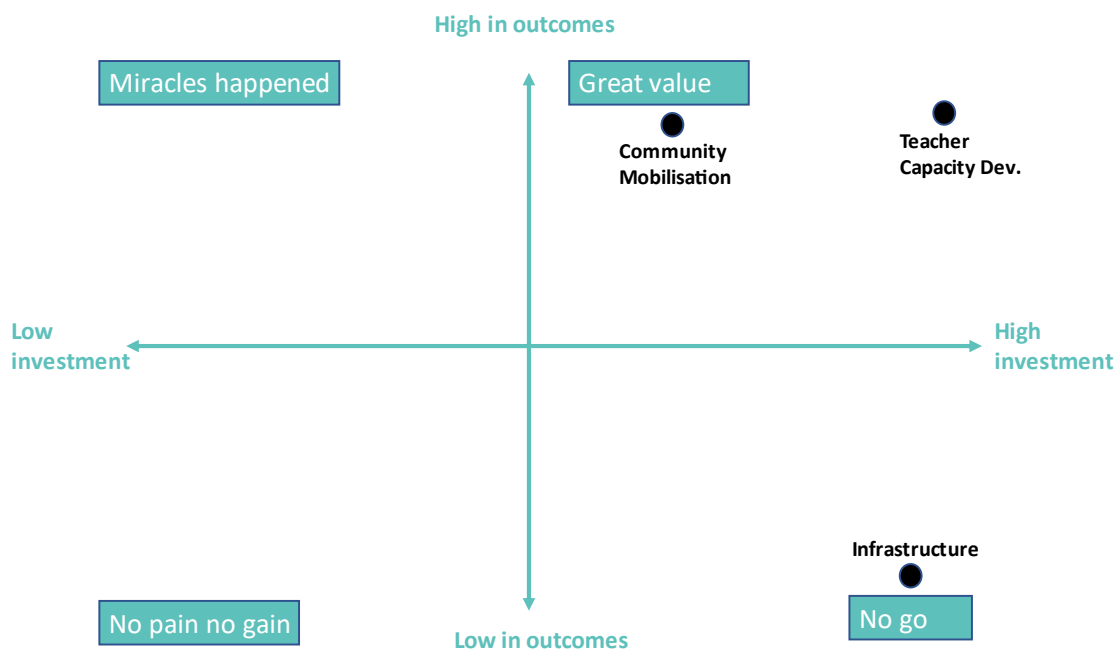 High in outcomes
Miracles happened
Great value
Community
Mobilisation
Teacher
Capacity Dev.
Low
investment
High
investment
Infrastructure
No pain no gain
No go
Low in outcomes